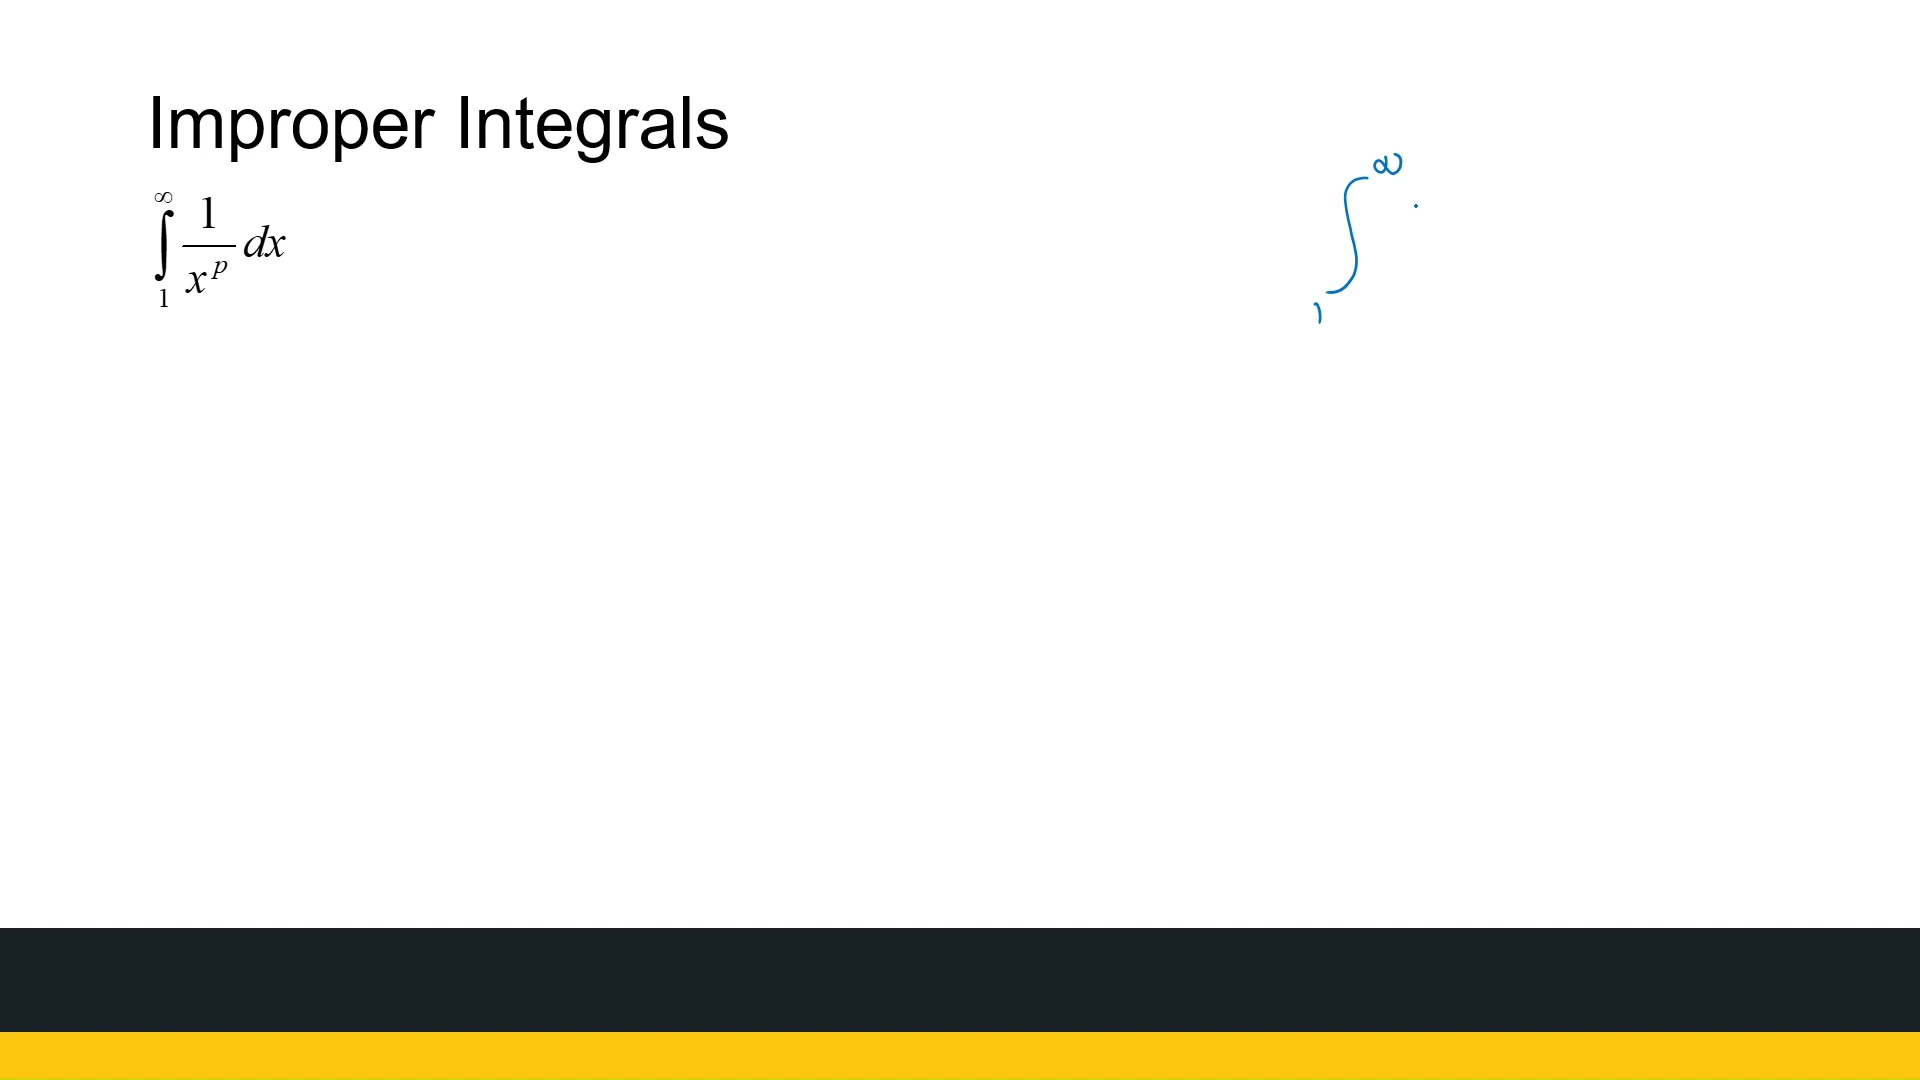 Improper Integrals
∫₁^∞ 1/x^p dx
∫₁^∞ .